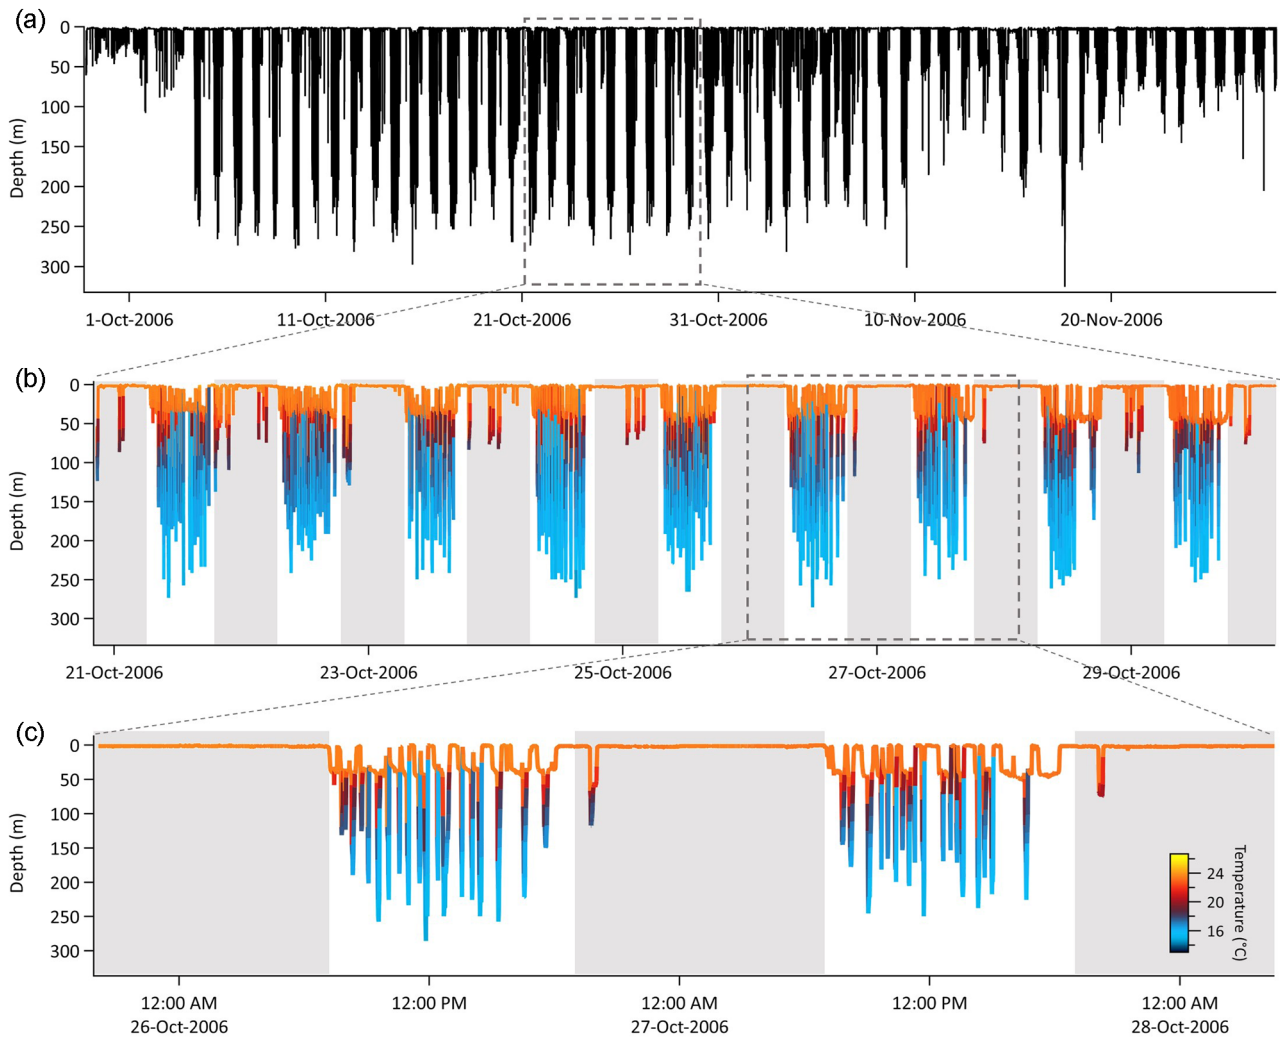 (a)
0
50
100
150
200
250
300
Depth (m)
1-Oct-2006 11-Oct-2006 21-Oct-2006 31-Oct-2006 10-Nov-2006 20-Nov-2006
(b)
0
50
100
150
200
250
300
Depth (m)
21-Oct-2006 23-Oct-2006 25-Oct-2006 27-Oct-2006 29-Oct-2006
(c)
0
50
100
150
200
250
300
Depth (m)
24
20
16
Temperature (°C)
12:00 AM 12:00 PM 12:00 AM 12:00 PM 12:00 AM
26-Oct-2006 27-Oct-2006 28-Oct-2006